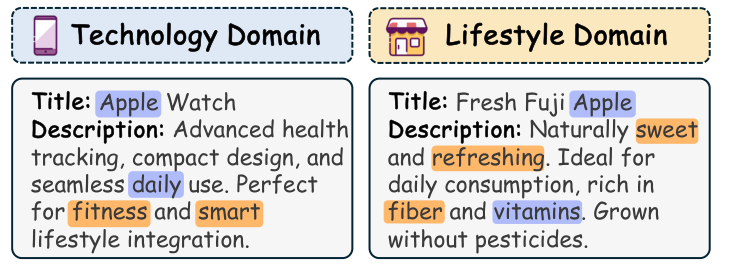 Technology Domain
Title: Apple Watch
Description: Advanced health
tracking, compact design, and
seamless daily use. Perfect
for fitness and smart
lifestyle integration.
Lifestyle Domain
Title: Fresh Fuji Apple
Description: Naturally sweet
and refreshing. Ideal for
daily consumption, rich in
fiber and vitamins. Grown
without pesticides.